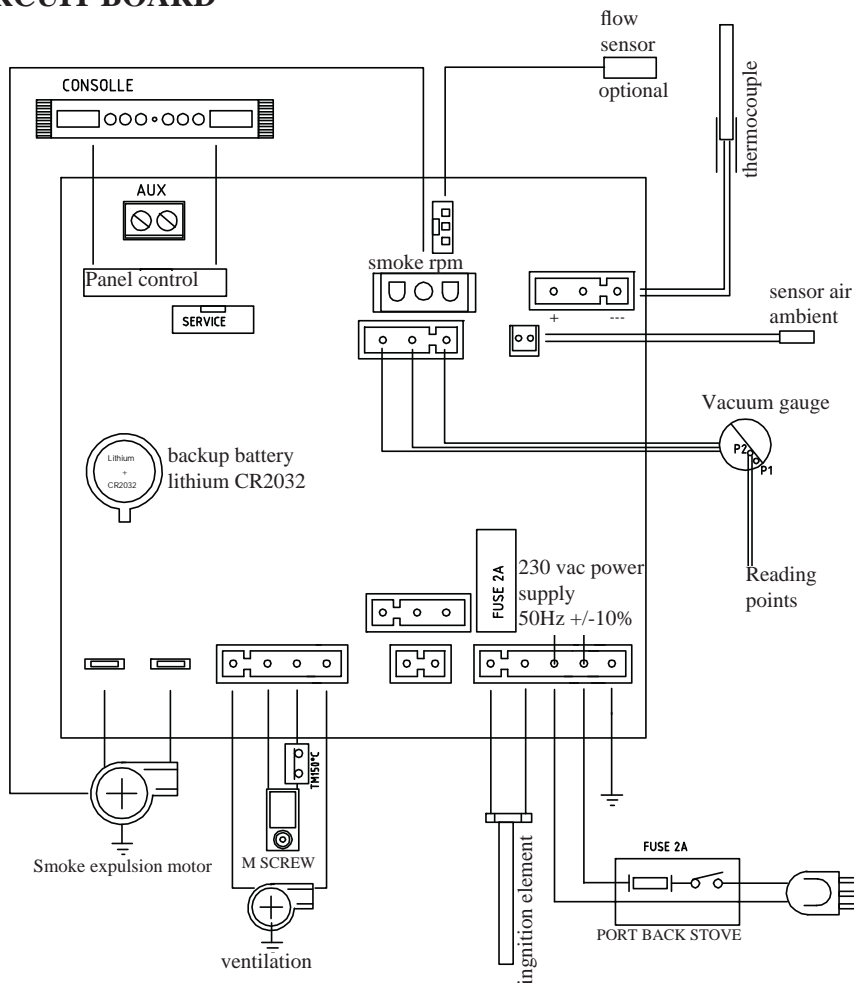 flow
sensor
optional
CONSOLLE
thermocouple
AUX
smoke rpm
Panel control
SERVICE
+ ---
sensor air
ambient
Vacuum gauge
P2
P1
Lithium
+
CR2032
backup battery
lithium CR2032
FUSE 2A
230 vac power
supply
50Hz +/-10%
Reading
points
TM150°C
M SCREW
Smoke expulsion motor
ventilation
ingnition element
FUSE 2A
PORT BACK STOVE